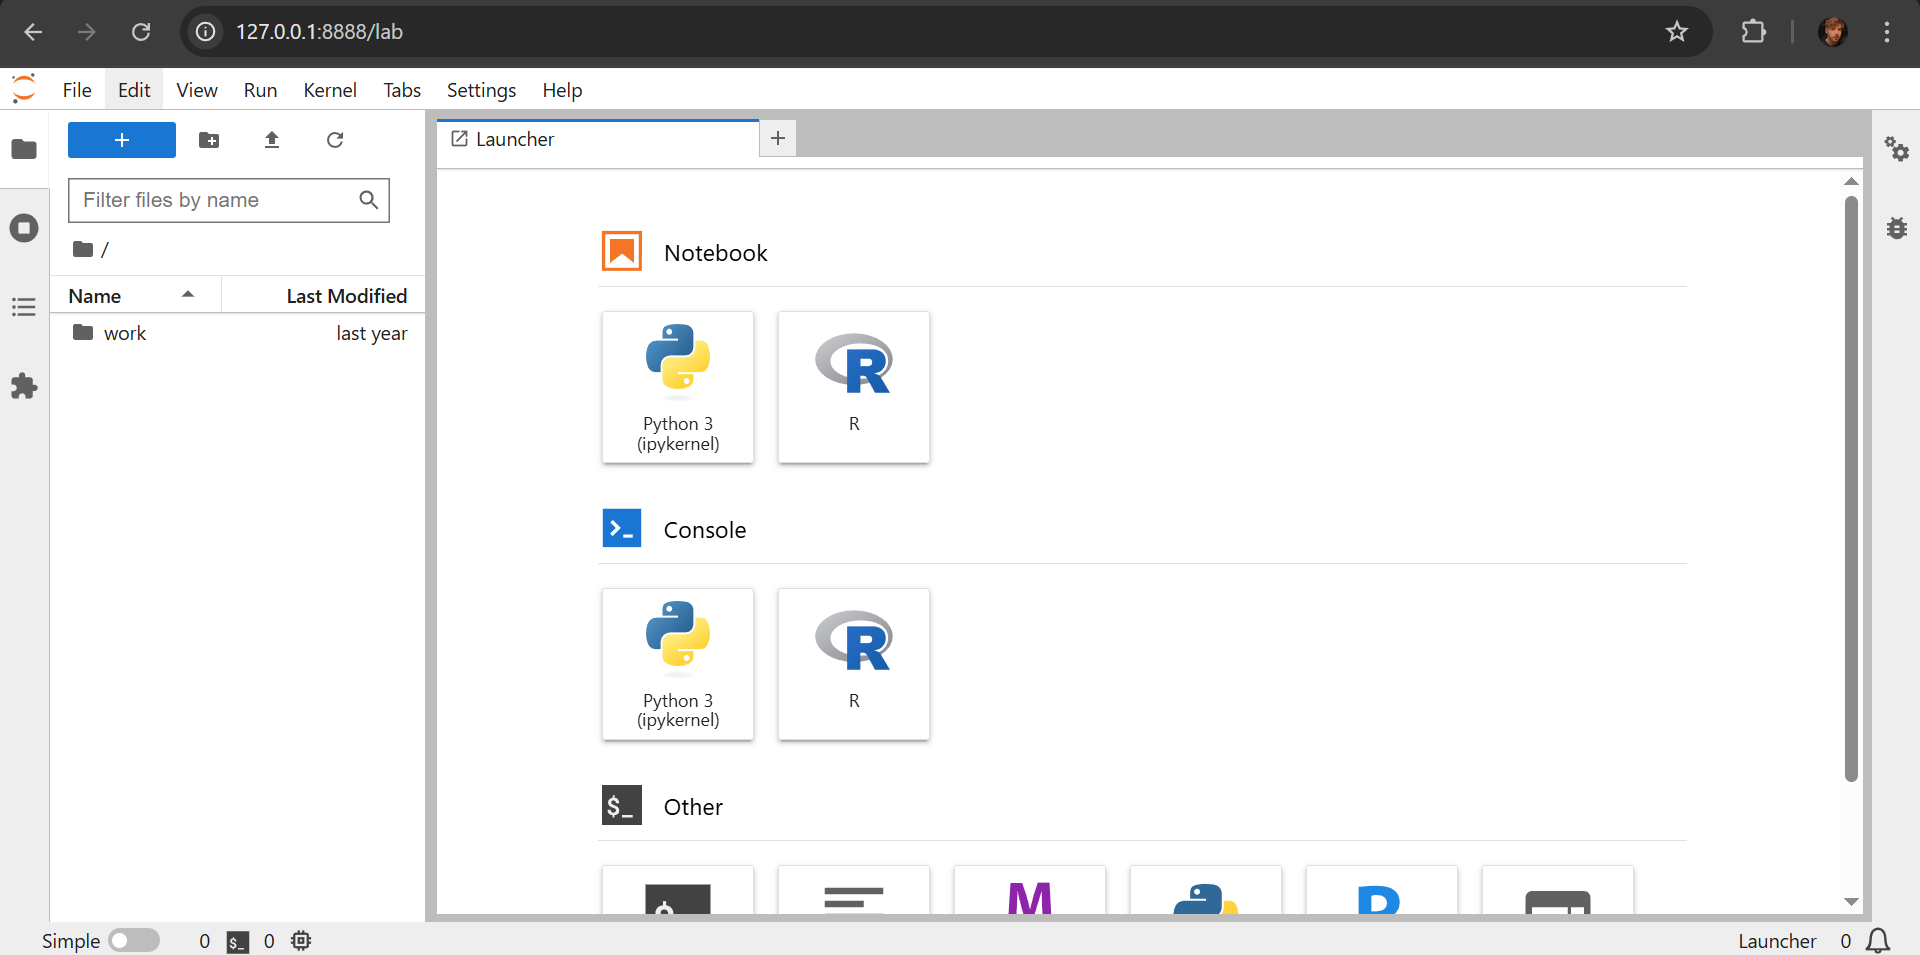 127.0.0.1:8888/lab
File Edit View Run Kernel Tabs Settings Help
Launcher
Filter files by name
/
Name Last Modified
work last year
Notebook
Python 3
(ipykernel)
R
Console
Python 3
(ipykernel)
R
$_ Other
Simple 0 $_ 0 Launcher 0